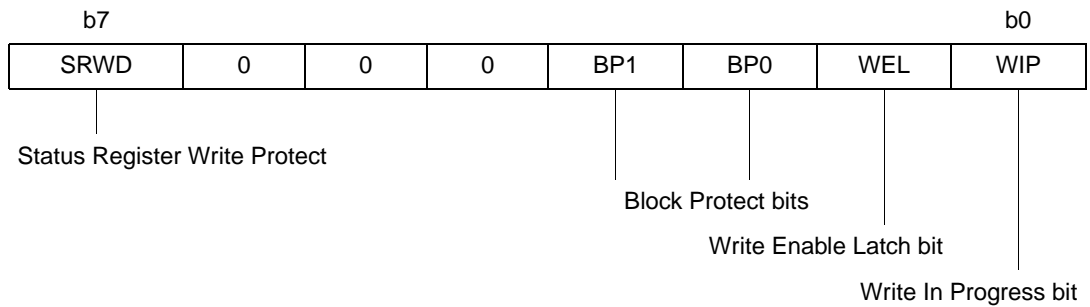 b7 b0
SRWD 0 0 0 BP1 BP0 WEL WIP
Status Register Write Protect
Block Protect bits
Write Enable Latch bit
Write In Progress bit